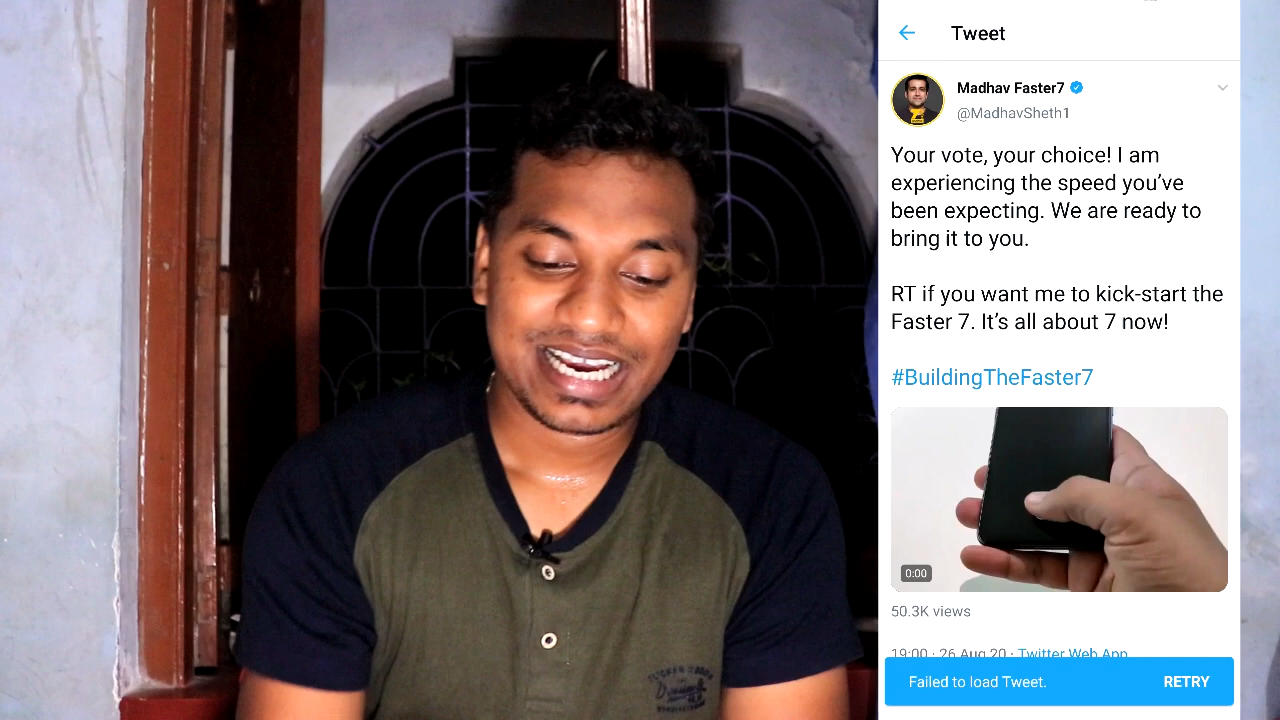 Tweet
Madhav Faster7
@MadhavSheth1
Your vote, your choice! I am
experiencing the speed you’ve
been expecting. We are ready to
bring it to you.
RT if you want me to kick-start the
Faster 7. It’s all about 7 now!
#BuildingTheFaster7
0:00
50.3K views
19:00 · 26 Aug 20 · Twitter Web App
Failed to load Tweet.
RETRY